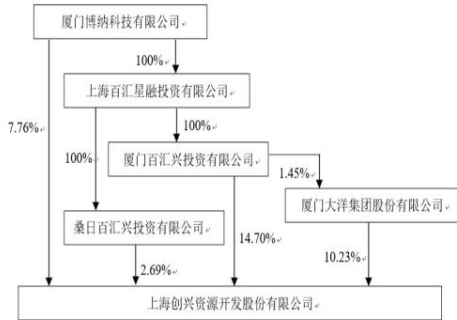 厦门博纳科技有限公司
100%
上海百汇星融投资有限公司
7.76%
100%
100%
厦门百汇兴投资有限公司
1.45%
厦门大洋集团股份有限公司
桑日百汇兴投资有限公司
14.70%
10.23%
2.69%
上海创兴资源开发股份有限公司